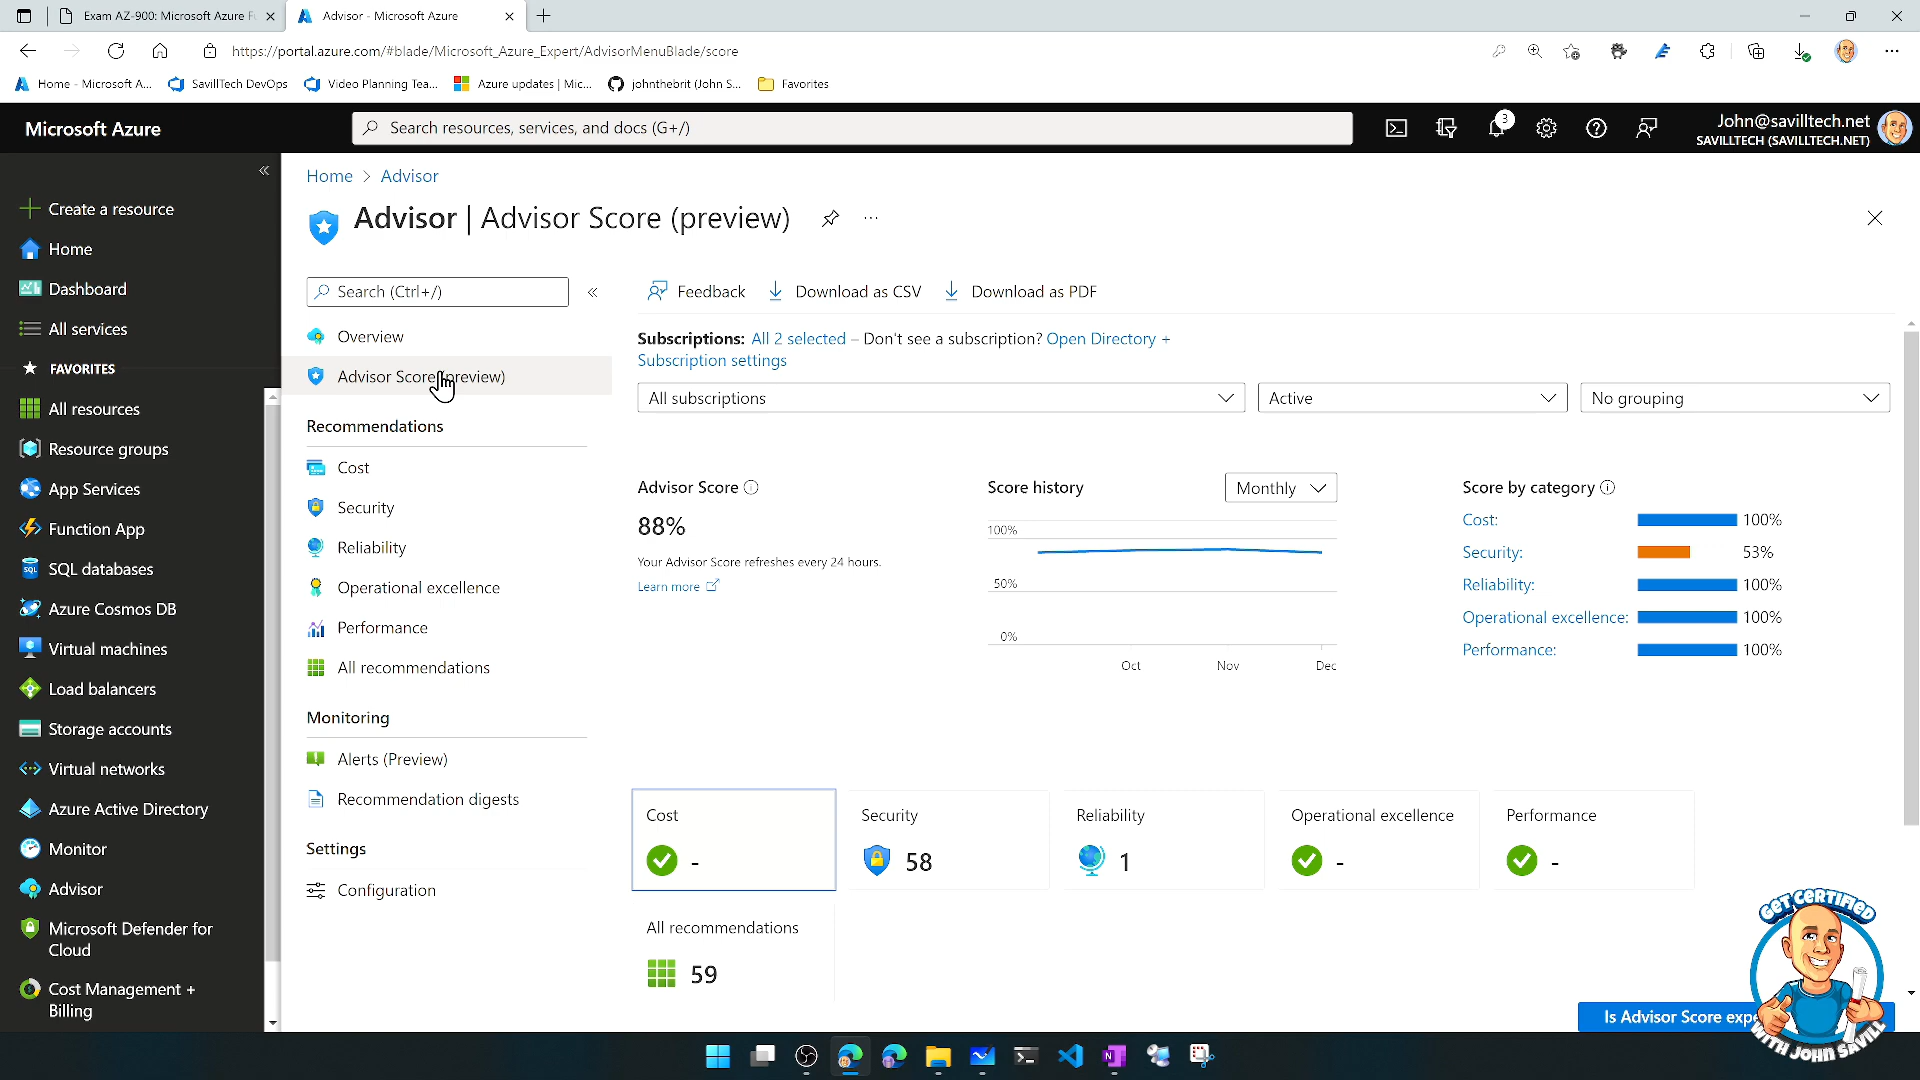 Exam AZ-900: Microsoft Azure F
Advisor - Microsoft Azure
https://portal.azure.com/#blade/Microsoft_Azure_Expert/AdvisorMenuBlade/score
Home - Microsoft A...
SavillTech DevOps
Video Planning Tea...
Azure updates | Mic...
johnthebrit (John S...
Favorites
Microsoft Azure
Search resources, services, and docs (G+/)
3
John@savilltech.net
SAVILLTECH (SAVILLTECH.NET)
Create a resource
Home
Dashboard
All services
FAVORITES
All resources
Resource groups
App Services
Function App
SQL databases
Azure Cosmos DB
Virtual machines
Load balancers
Storage accounts
Virtual networks
Azure Active Directory
Monitor
Advisor
Microsoft Defender for
Cloud
Cost Management +
Billing
Home > Advisor
Advisor | Advisor Score (preview)
Search (Ctrl+/)
Overview
Advisor Score (preview)
Recommendations
Cost
Security
Reliability
Operational excellence
Performance
All recommendations
Monitoring
Alerts (Preview)
Recommendation digests
Settings
Configuration
Feedback
Download as CSV
Download as PDF
Subscriptions: All 2 selected – Don't see a subscription? Open Directory +
Subscription settings
All subscriptions
Active
No grouping
Advisor Score
88%
Your Advisor Score refreshes every 24 hours.
Learn more
Score history
Monthly
100%
50%
0%
Oct
Nov
Dec
Score by category
Cost: 100%
Security: 53%
Reliability: 100%
Operational excellence: 100%
Performance: 100%
Cost
-
Security
58
Reliability
1
Operational excellence
-
Performance
-
All recommendations
59
Is Advisor Score expe
GET CERTIFIED
WITH JOHN SAVILL